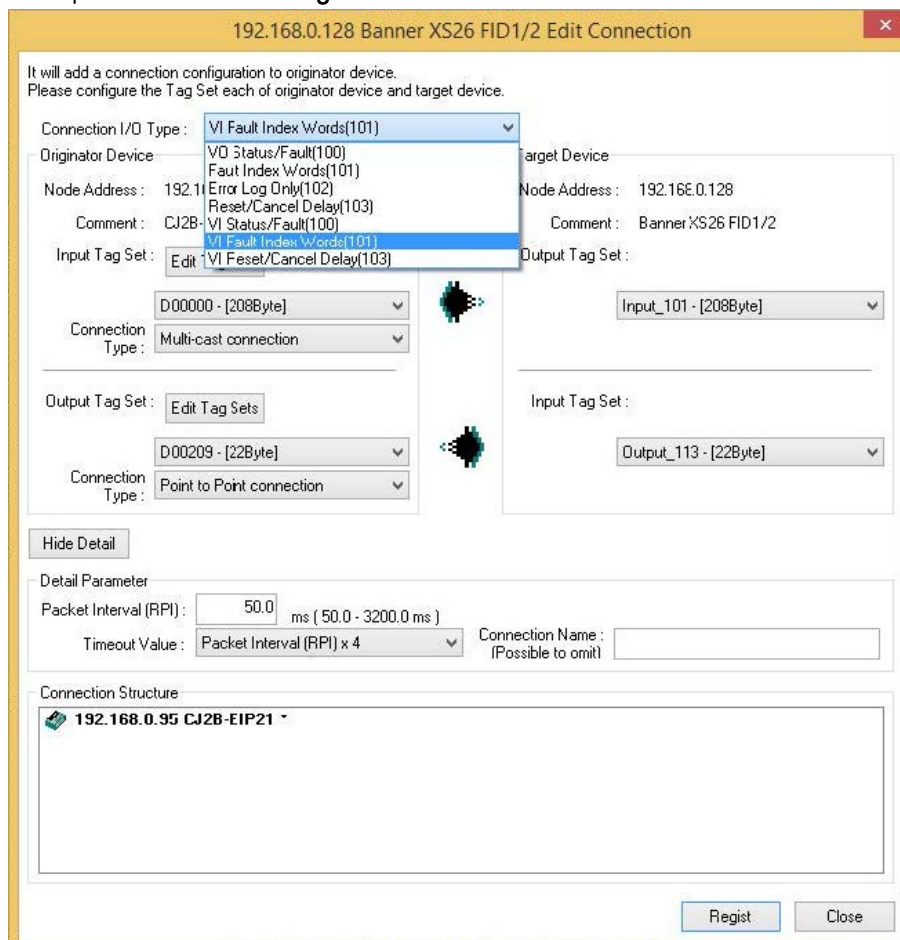 192.168.0.128 Banner XS26 FID1/2 Edit Connection
It will add a connection configuration to originator device.
Please configure the Tag Set each of originator device and target device.
Connection I/O Type : VI Fault Index Words(101)
VO Status/Fault(100)
Faut Index Words(101)
Error Log Only(102)
Reset/Cancel Delay(103)
VI Status/Fault(100)
VI Fault Index Words(101)
VI Feset/Cancel Delay(103)
Originator Device
Node Address : 192.1
Comment : CJ2B-
Input Tag Set : Edit
D00000 - [208Byte]
Connection Type : Multi-cast connection
Output Tag Set : Edit Tag Sets
D00209 - [22Byte]
Connection Type : Point to Point connection
Target Device
Node Address : 192.168.0.128
Comment : Banner XS26 FID1/2
Output Tag Set :
Input_101 - [208Byte]
Input Tag Set :
Output_113 - [22Byte]
Hide Detail
Detail Parameter
Packet Interval (RPI) : 50.0 ms ( 50.0 - 3200.0 ms )
Timeout Value : Packet Interval (RPI) x 4
Connection Name :
(Possible to omit)
Connection Structure
192.168.0.95 CJ2B-EIP21 *
Regist Close